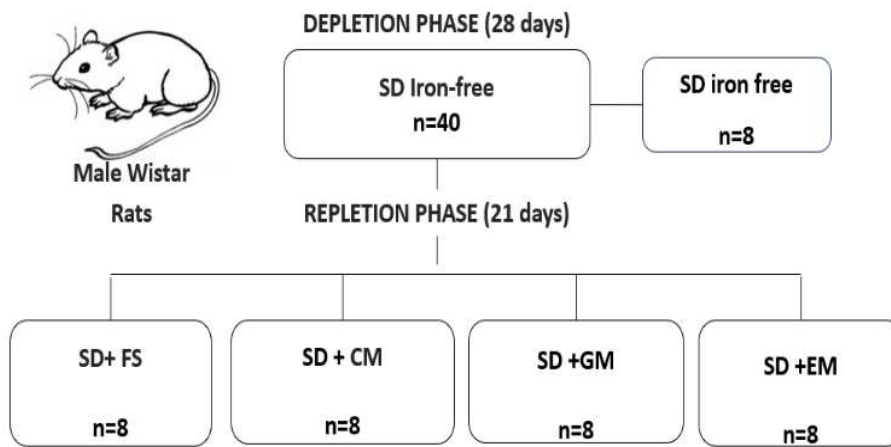 DEPLETION PHASE (28 days)
SD Iron-free
n=40
SD iron free
n=8
Male Wistar
Rats
REPLETION PHASE (21 days)
SD+ FS
n=8
SD + CM
n=8
SD +GM
n=8
SD +EM
n=8